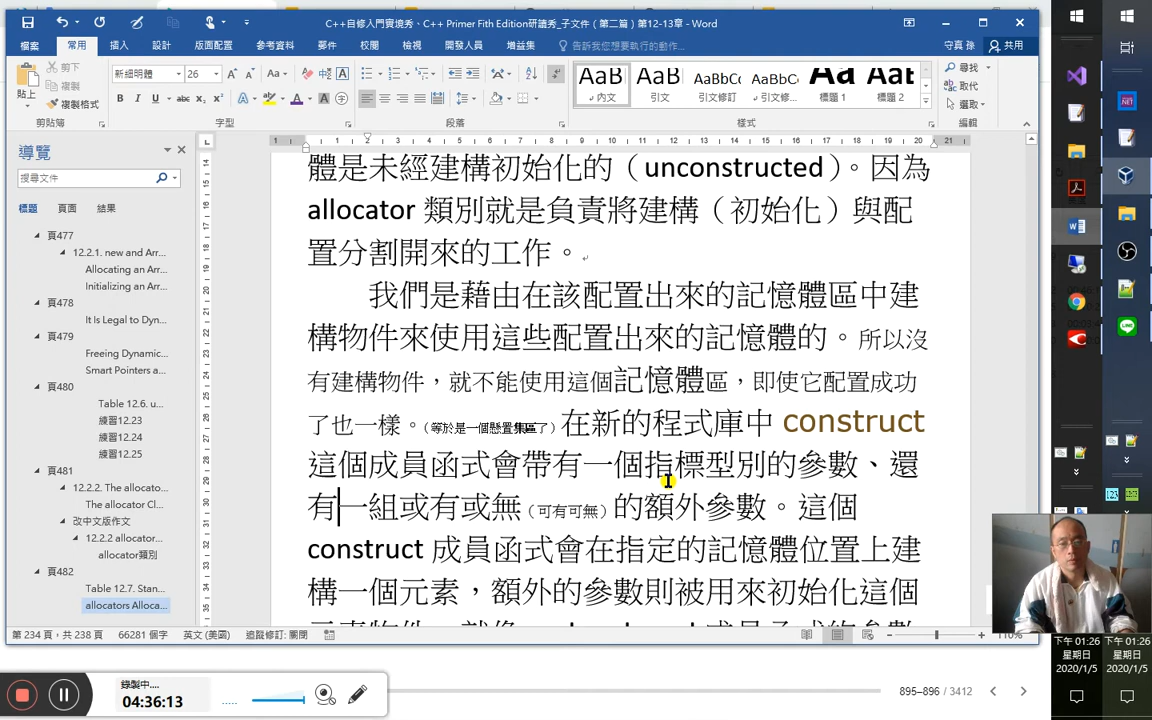 C++自修入門實境秀、C++ Primer Fith Edition研讀秀_子文件（第二篇）第12-13章 - Word
檔案 常用 插入 設計 版面配置 參考資料 郵件 校閱 檢視 開發人員 增益集 告訴我您想要執行的動作... 守真 孫 共用
貼上 剪下 複製 複製格式
新細明體 26
AaB AaBb AaBbCc AaBbCc Aa Aat
內文 引文 引文修訂 引文修... 標題 1 標題 2
尋找 取代 選取
剪貼簿 字型 段落 樣式 編輯
導覽
搜尋文件
標題 頁面 結果
頁477
12.2.1. new and Arr...
Allocating an Arr...
Initializing an Arr...
頁478
It Is Legal to Dyn...
頁479
Freeing Dynamic...
Smart Pointers a...
頁480
Table 12.6. u...
練習12.23
練習12.24
練習12.25
頁481
12.2.2. The allocato...
The allocator Cl...
改中文版作文
12.2.2 allocator...
allocator類別
頁482
Table 12.7. Stan...
allocators Alloca...
體是未經建構初始化的（unconstructed）。因為
allocator 類別就是負責將建構（初始化）與配
置分割開來的工作。
我們是藉由在該配置出來的記憶體區中建
構物件來使用這些配置出來的記憶體的。所以沒
有建構物件，就不能使用這個記憶體區，即使它配置成功
了也一樣。（等於是一個懸置集區了）在新的程式庫中 construct
這個成員函式會帶有一個指標型別的參數、還
有一組或有或無（可有可無）的額外參數。這個
construct 成員函式會在指定的記憶體位置上建
構一個元素，額外的參數則被用來初始化這個
第 234 頁，共 238 頁 66281 個字 英文 (美國) 追蹤修訂: 關閉 110%
錄製中....
04:36:13
895–896 / 3412
下午 01:26
星期日
2020/1/5
下午 01:26
星期日
2020/1/5